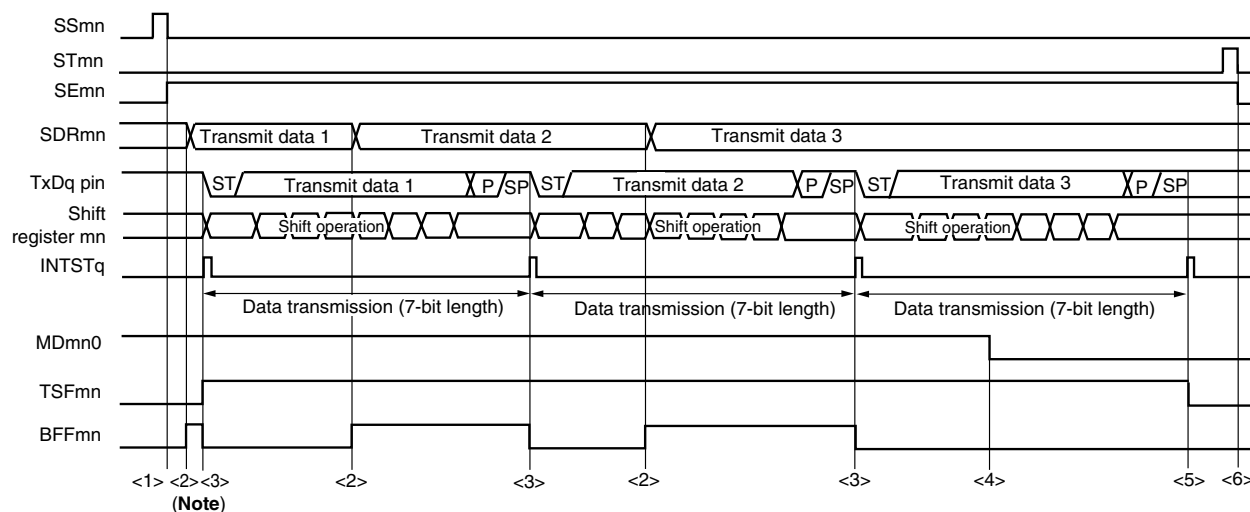 SSmn
STmn
SEmn
SDRmn Transmit data 1 Transmit data 2 Transmit data 3
TxDq pin ST Transmit data 1 P SP ST Transmit data 2 P SP ST Transmit data 3 P SP
Shift
register mn Shift operation Shift operation Shift operation
INTSTq
Data transmission (7-bit length) Data transmission (7-bit length) Data transmission (7-bit length)
MDmn0
TSFmn
BFFmn
<1> <2> <3> <2> <3> <2> <3> <4> <5> <6>
(Note)